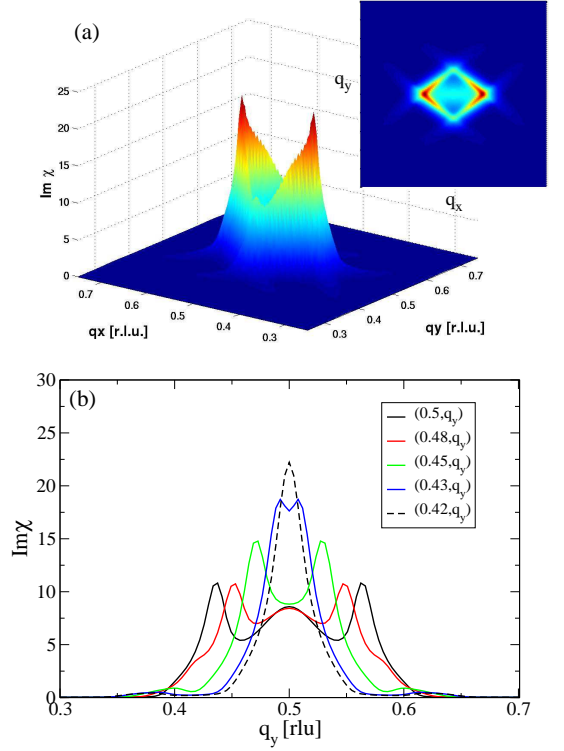 (a)
q_y
q_x
25
20
15
10
5
0
Im χ
0.7
0.6
0.5
0.4
0.3
qx [r.l.u.]
0.3
0.4
0.5
0.6
0.7
qy [r.l.u.]
(b)
30
25
20
15
10
5
0
Imχ
(0.5,q_y)
(0.48,q_y)
(0.45,q_y)
(0.43,q_y)
(0.42,q_y)
0.3 0.4 0.5 0.6 0.7
q_y [rlu]